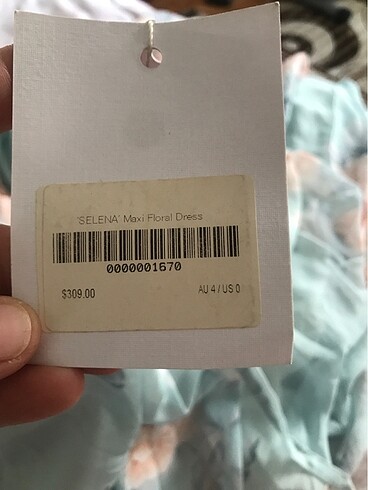 'SELENA' Maxi Floral Dress
0000001670
$309.00 AU 4 / US 0